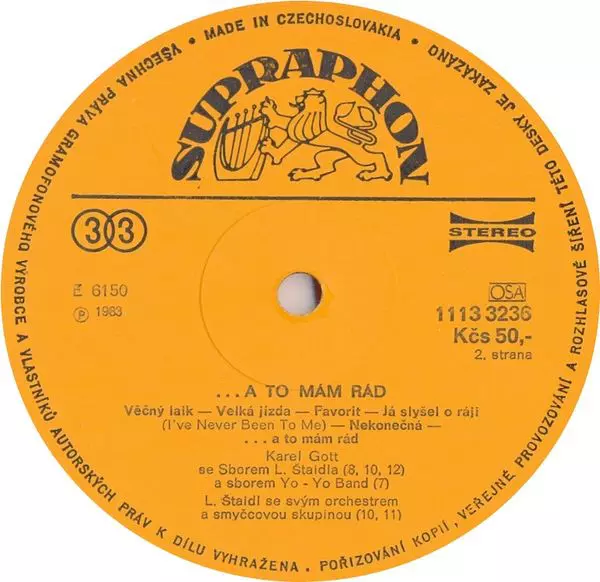 VŠECHNA PRÁVA GRAMOFONOVÉHO VÝROBCE A VLASTNÍKŮ AUTORSKÝCH PRÁV K DÍLU VYHRAŽENA. POŘIZOVÁNÍ KOPIÍ, VEŘEJNÉ PROVOZOVÁNÍ A ROZHLASOVÉ ŠÍŘENÍ TÉTO DESKY JE ZAKÁZÁNO • MADE IN CZECHOSLOVAKIA •
SUPRAPHON
33
STEREO
E 6150
℗ 1983
OSA
1113 3236
Kčs 50,-
2. strana
...A TO MÁM RÁD
Věčný laik — Velká jízda — Favorit — Já slyšel o ráji
(I've Never Been To Me) — Nekonečná —
...a to mám rád
Karel Gott
se Sborem L. Štaidla (8, 10, 12)
a sborem Yo - Yo Band (7)
L. Štaidl se svým orchestrem
a smyčcovou skupinou (10, 11)